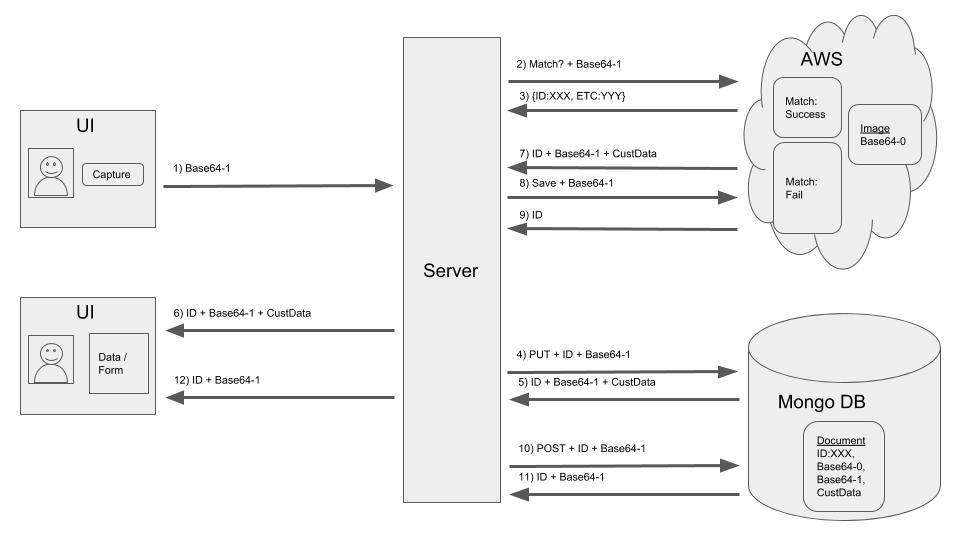 UI
Capture
1) Base64-1
UI
Data /
Form
6) ID + Base64-1 + CustData
12) ID + Base64-1
Server
2) Match? + Base64-1
3) {ID:XXX, ETC:YYY}
7) ID + Base64-1 + CustData
8) Save + Base64-1
9) ID
AWS
Match:
Success
Image
Base64-0
Match:
Fail
4) PUT + ID + Base64-1
5) ID + Base64-1 + CustData
10) POST + ID + Base64-1
11) ID + Base64-1
Mongo DB
Document
ID:XXX,
Base64-0,
Base64-1,
CustData